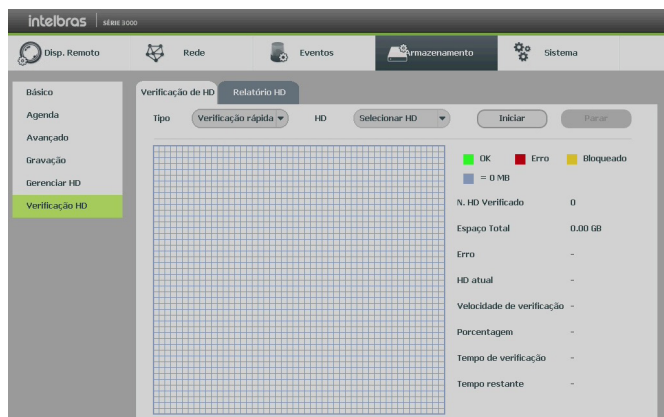 intelbras SÉRIE 3000
Disp. Remoto Rede Eventos Armazenamento Sistema
Básico
Agenda
Avançado
Gravação
Gerenciar HD
Verificação HD
Verificação de HD Relatório HD
Tipo Verificação rápida HD Selecionar HD Iniciar Parar
OK Erro Bloqueado
= 0 MB
N. HD Verificado 0
Espaço Total 0.00 GB
Erro -
HD atual -
Velocidade de verificação -
Porcentagem -
Tempo de verificação -
Tempo restante -